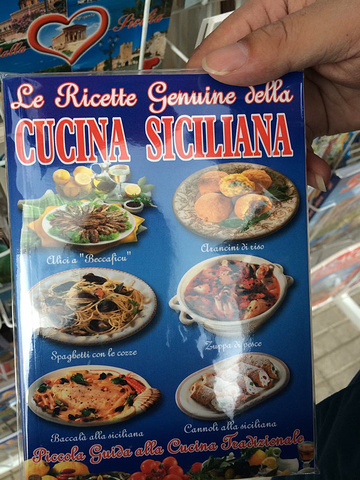 Le Ricette Genuine della
CUCINA SICILIANA
Alici a "Beccaficu"
Arancini di riso
Spaghetti con le cozze
Zuppa di pesce
Baccalà alla siciliana
Cannoli alla siciliana
Piccola Guida alla Cucina Tradizionale